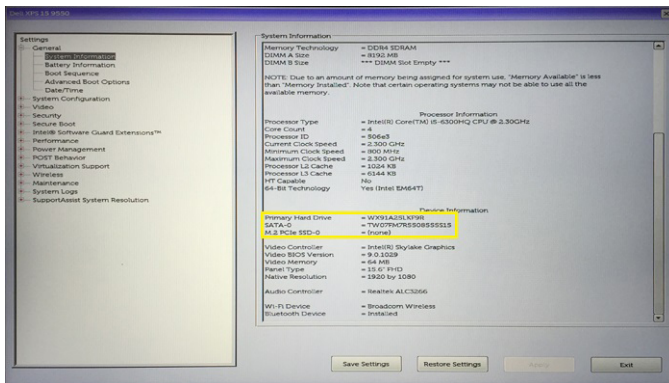 Dell XPS 15 9550
Settings
General
System Information
Battery Information
Boot Sequence
Advanced Boot Options
Date/Time
System Configuration
Video
Security
Secure Boot
Intel® Software Guard Extensions™
Performance
Power Management
POST Behavior
Virtualization Support
Wireless
Maintenance
System Logs
SupportAssist System Resolution
System Information
Memory Technology = DDR4 SDRAM
DIMM A Size = 8192 MB
DIMM B Size *** DIMM Slot Empty ***
NOTE: Due to an amount of memory being assigned for system use, "Memory Available" is less
than "Memory Installed". Note that certain operating systems may not be able to use all the
available memory.
Processor Information
Processor Type = Intel(R) Core(TM) i5-6300HQ CPU @ 2.30GHz
Core Count = 4
Processor ID = 506e3
Current Clock Speed = 2.300 GHz
Minimum Clock Speed = 800 MHz
Maximum Clock Speed = 2.300 GHz
Processor L2 Cache = 1024 KB
Processor L3 Cache = 6144 KB
HT Capable No
64-Bit Technology Yes (Intel EM64T)
Device Information
Primary Hard Drive = WX91A25LXF9R
SATA-0 = TW07FM7R5508555515
M.2 PCIe SSD-0 = (none)
Video Controller = Intel(R) Skylake Graphics
Video BIOS Version = 9.0.1029
Video Memory = 64 MB
Panel Type = 15.6" FHD
Native Resolution = 1920 by 1080
Audio Controller = Realtek ALC3266
Wi-Fi Device = Broadcom Wireless
Bluetooth Device = Installed
Save Settings Restore Settings Apply Exit